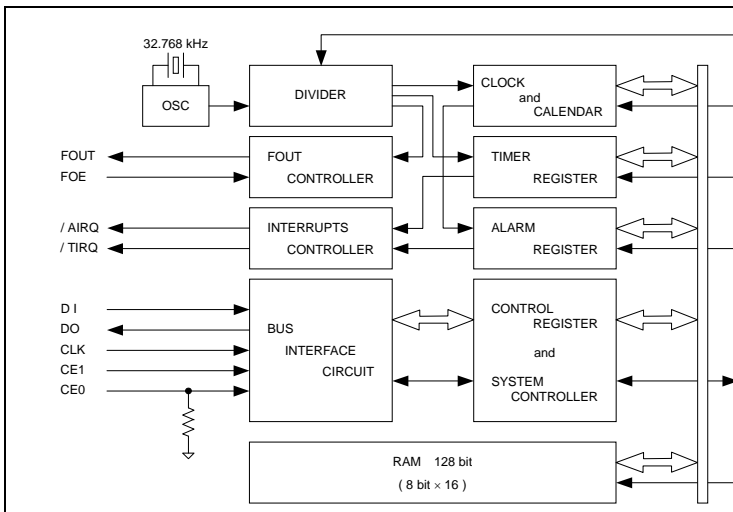 32.768 kHz
OSC
DIVIDER
CLOCK
and
CALENDAR
FOUT
FOE
FOUT
CONTROLLER
TIMER
REGISTER
/ AIRQ
/ TIRQ
INTERRUPTS
CONTROLLER
ALARM
REGISTER
D I
DO
CLK
CE1
CE0
BUS
INTERFACE
CIRCUIT
CONTROL
REGISTER
and
SYSTEM
CONTROLLER
RAM 128 bit
( 8 bit × 16 )